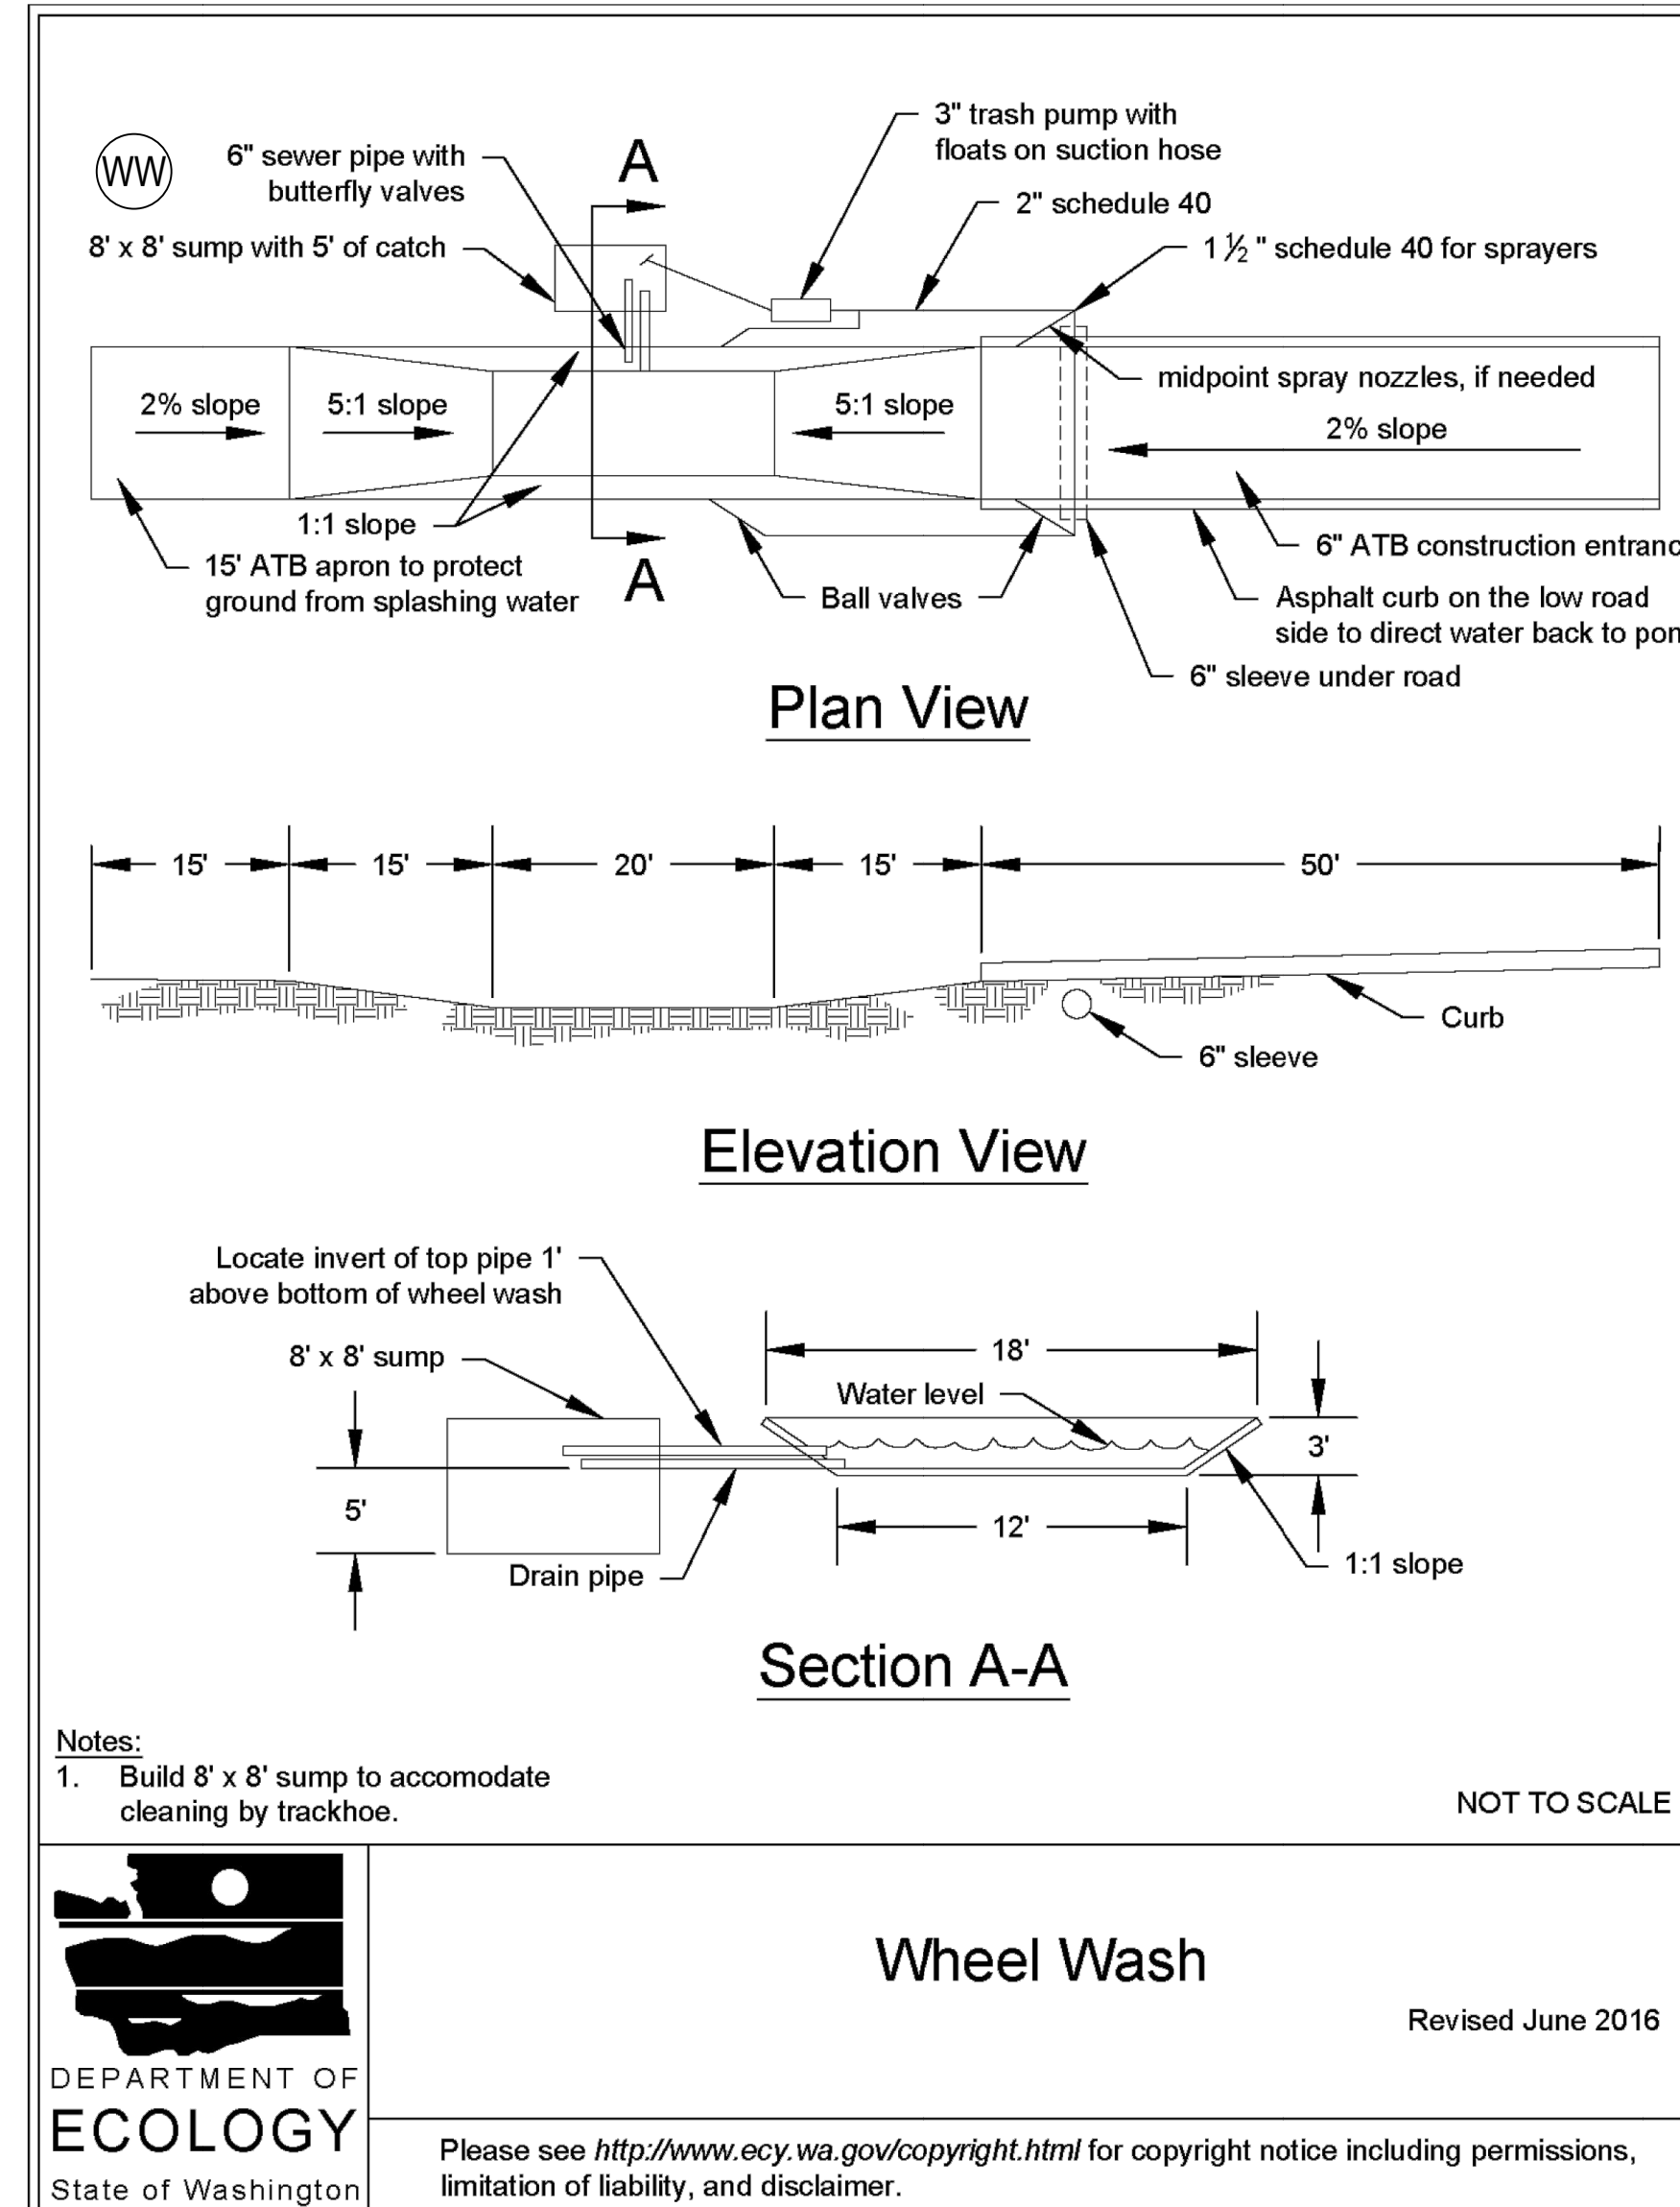 WW
6" sewer pipe with
butterfly valves
8' x 8' sump with 5' of catch
A
3" trash pump with
floats on suction hose
2" schedule 40
1 ½ " schedule 40 for sprayers
midpoint spray nozzles, if needed
2% slope
5:1 slope
5:1 slope
2% slope
1:1 slope
15' ATB apron to protect
ground from splashing water
A
Ball valves
6" ATB construction entranc
Asphalt curb on the low road
side to direct water back to pon
6" sleeve under road
Plan View
15'
15'
20'
15'
50'
Curb
6" sleeve
Elevation View
Locate invert of top pipe 1'
above bottom of wheel wash
8' x 8' sump
18'
Water level
3'
5'
12'
Drain pipe
1:1 slope
Section A-A
Notes:
1. Build 8' x 8' sump to accomodate
cleaning by trackhoe.
NOT TO SCALE
DEPARTMENT OF
ECOLOGY
State of Washington
Wheel Wash
Revised June 2016
Please see http://www.ecy.wa.gov/copyright.html for copyright notice including permissions,
limitation of liability, and disclaimer.